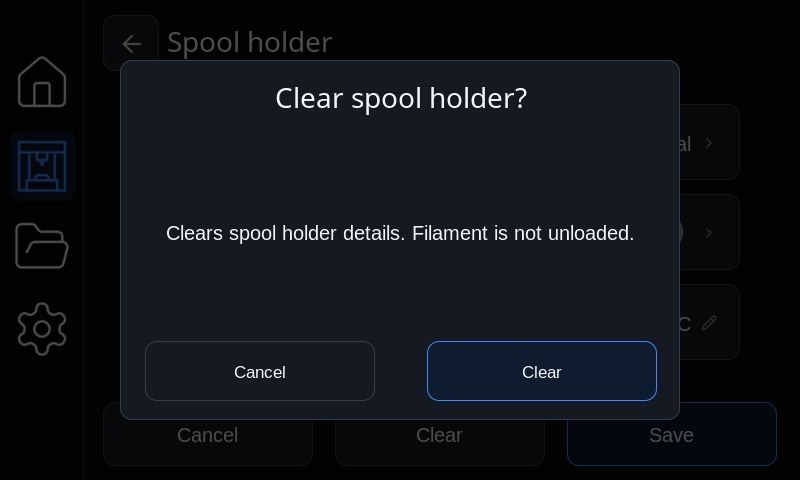 Spool holder
Clear spool holder?
Clears spool holder details. Filament is not unloaded.
Cancel
Clear
Cancel
Clear
Save